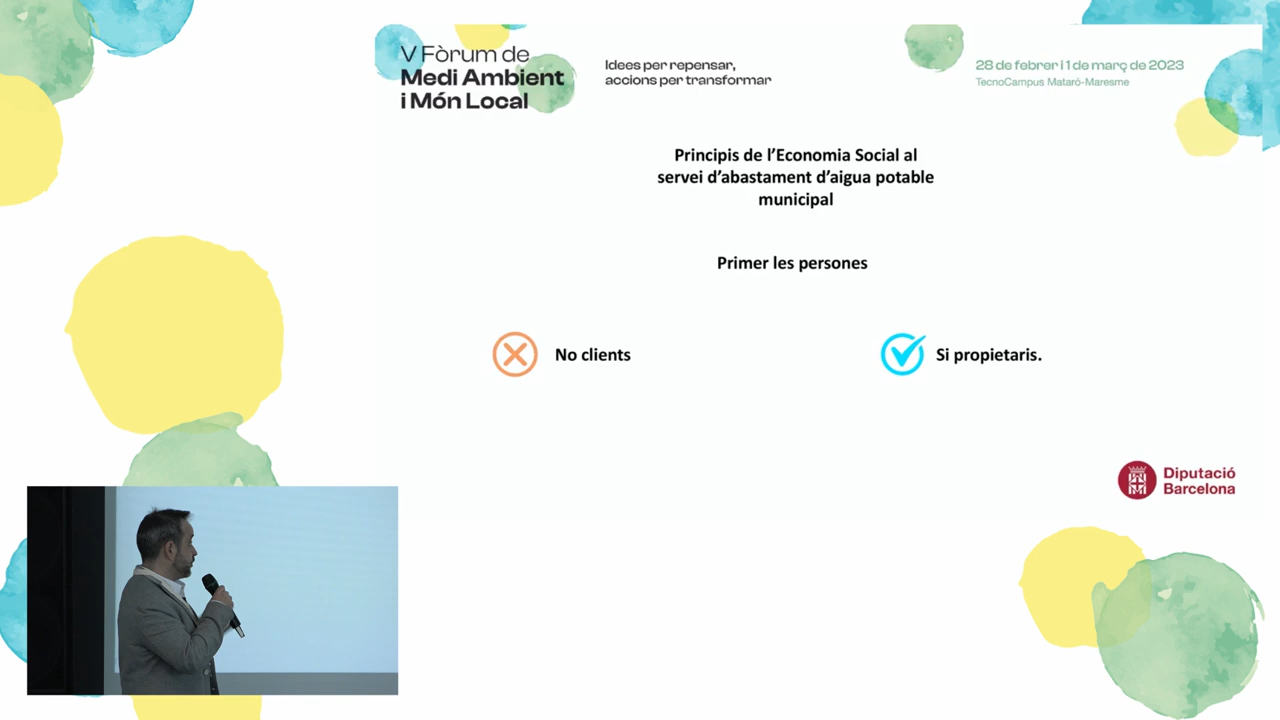 V Fòrum de
Medi Ambient
i Món Local
Idees per repensar,
accions per transformar
28 de febrer i 1 de març de 2023
TecnoCampus Mataró-Maresme
Principis de l’Economia Social al
servei d’abastament d’aigua potable
municipal
Primer les persones
No clients
Si propietaris.
Diputació
Barcelona